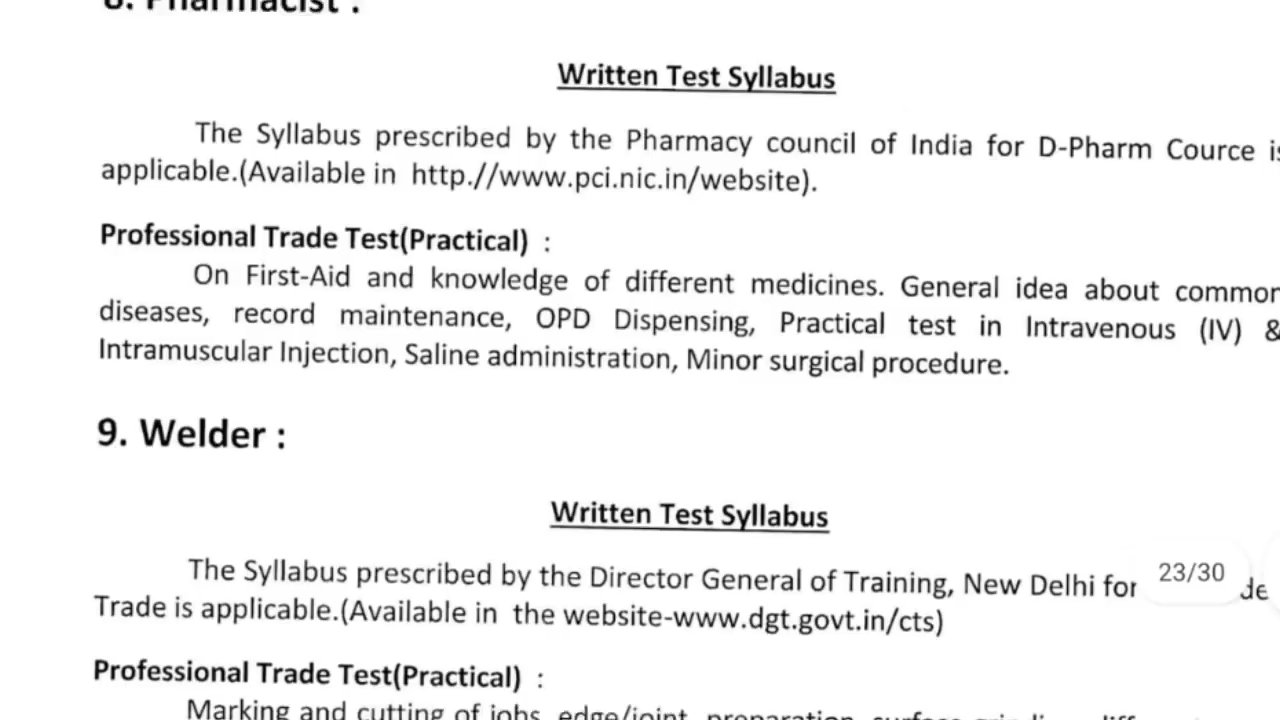 8. Pharmacist :
Written Test Syllabus
The Syllabus prescribed by the Pharmacy council of India for D-Pharm Cource is
applicable.(Available in http.//www.pci.nic.in/website).
Professional Trade Test(Practical) :
On First-Aid and knowledge of different medicines. General idea about common
diseases, record maintenance, OPD Dispensing, Practical test in Intravenous (IV) &
Intramuscular Injection, Saline administration, Minor surgical procedure.
9. Welder :
Written Test Syllabus
The Syllabus prescribed by the Director General of Training, New Delhi for
23/30
Trade is applicable.(Available in the website-www.dgt.govt.in/cts)
Professional Trade Test(Practical) :
Marking and cutting of jobs, edge/joint preparation, surface grinding,